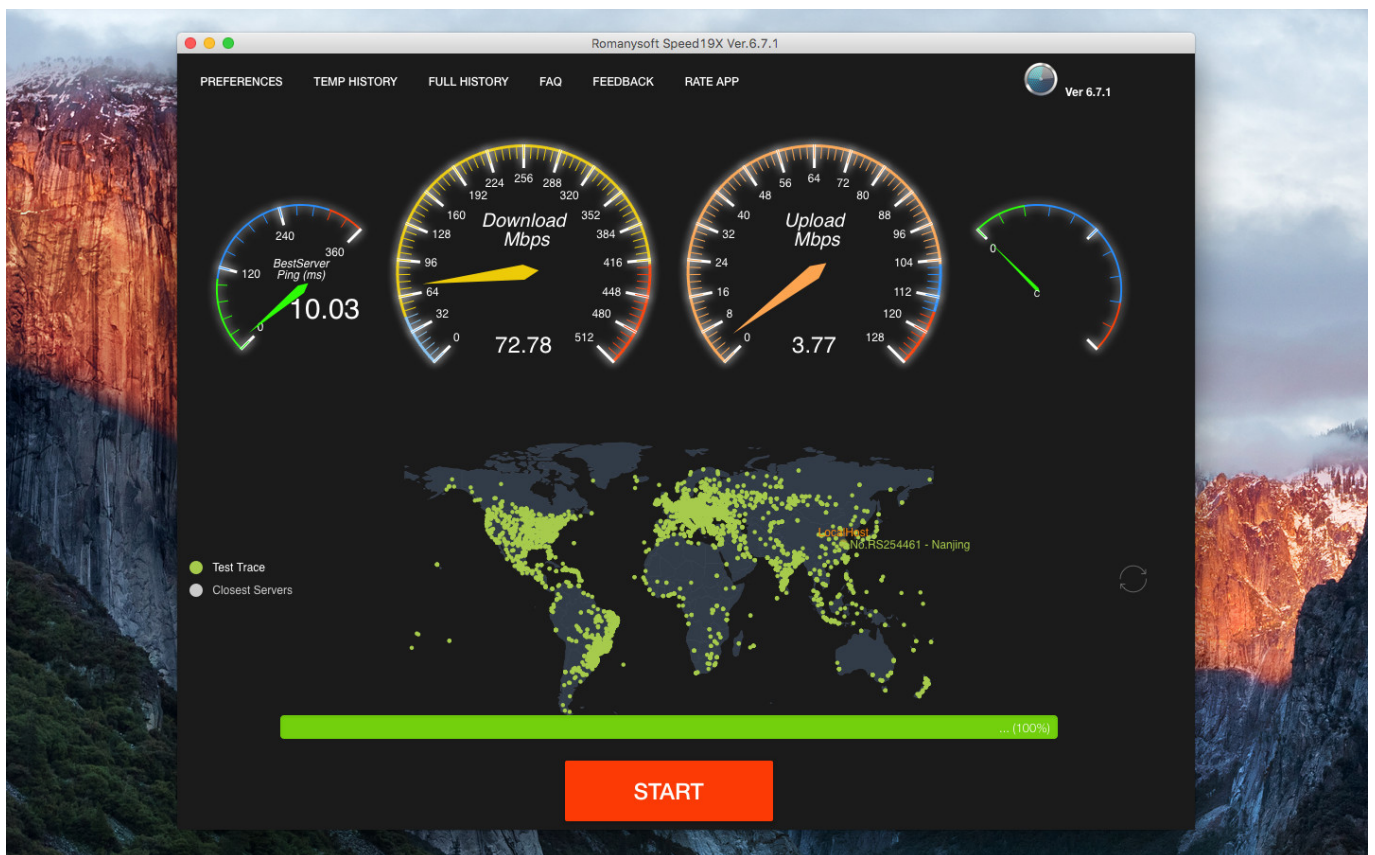 Romanysoft Speed19X Ver.6.7.1
PREFERENCES TEMP HISTORY FULL HISTORY FAQ FEEDBACK RATE APP Ver 6.7.1
0 120 240 360
BestServer
Ping (ms)
10.03
0 32 64 96 128 160 192 224 256 288 320 352 384 416 448 480 512
Download
Mbps
72.78
0 8 16 24 32 40 48 56 64 72 80 88 96 104 112 120 128
Upload
Mbps
3.77
0
c
LocalHost
No.RS254461 - Nanjing
Test Trace
Closest Servers
... (100%)
START